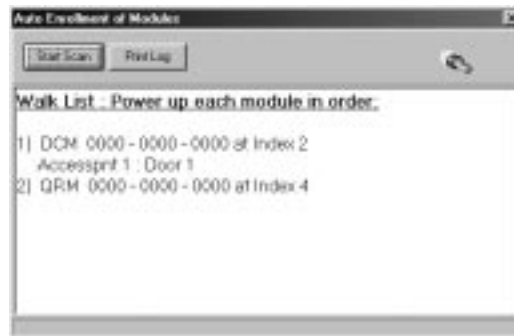 Auto Enrollment of Modules
Start Scan Print Log
Walk List : Power up each module in order:
1] DCM 0000 - 0000 - 0000 at Index 2
Accesspnt 1 : Door 1
2] QRM 0000 - 0000 - 0000 at Index 4